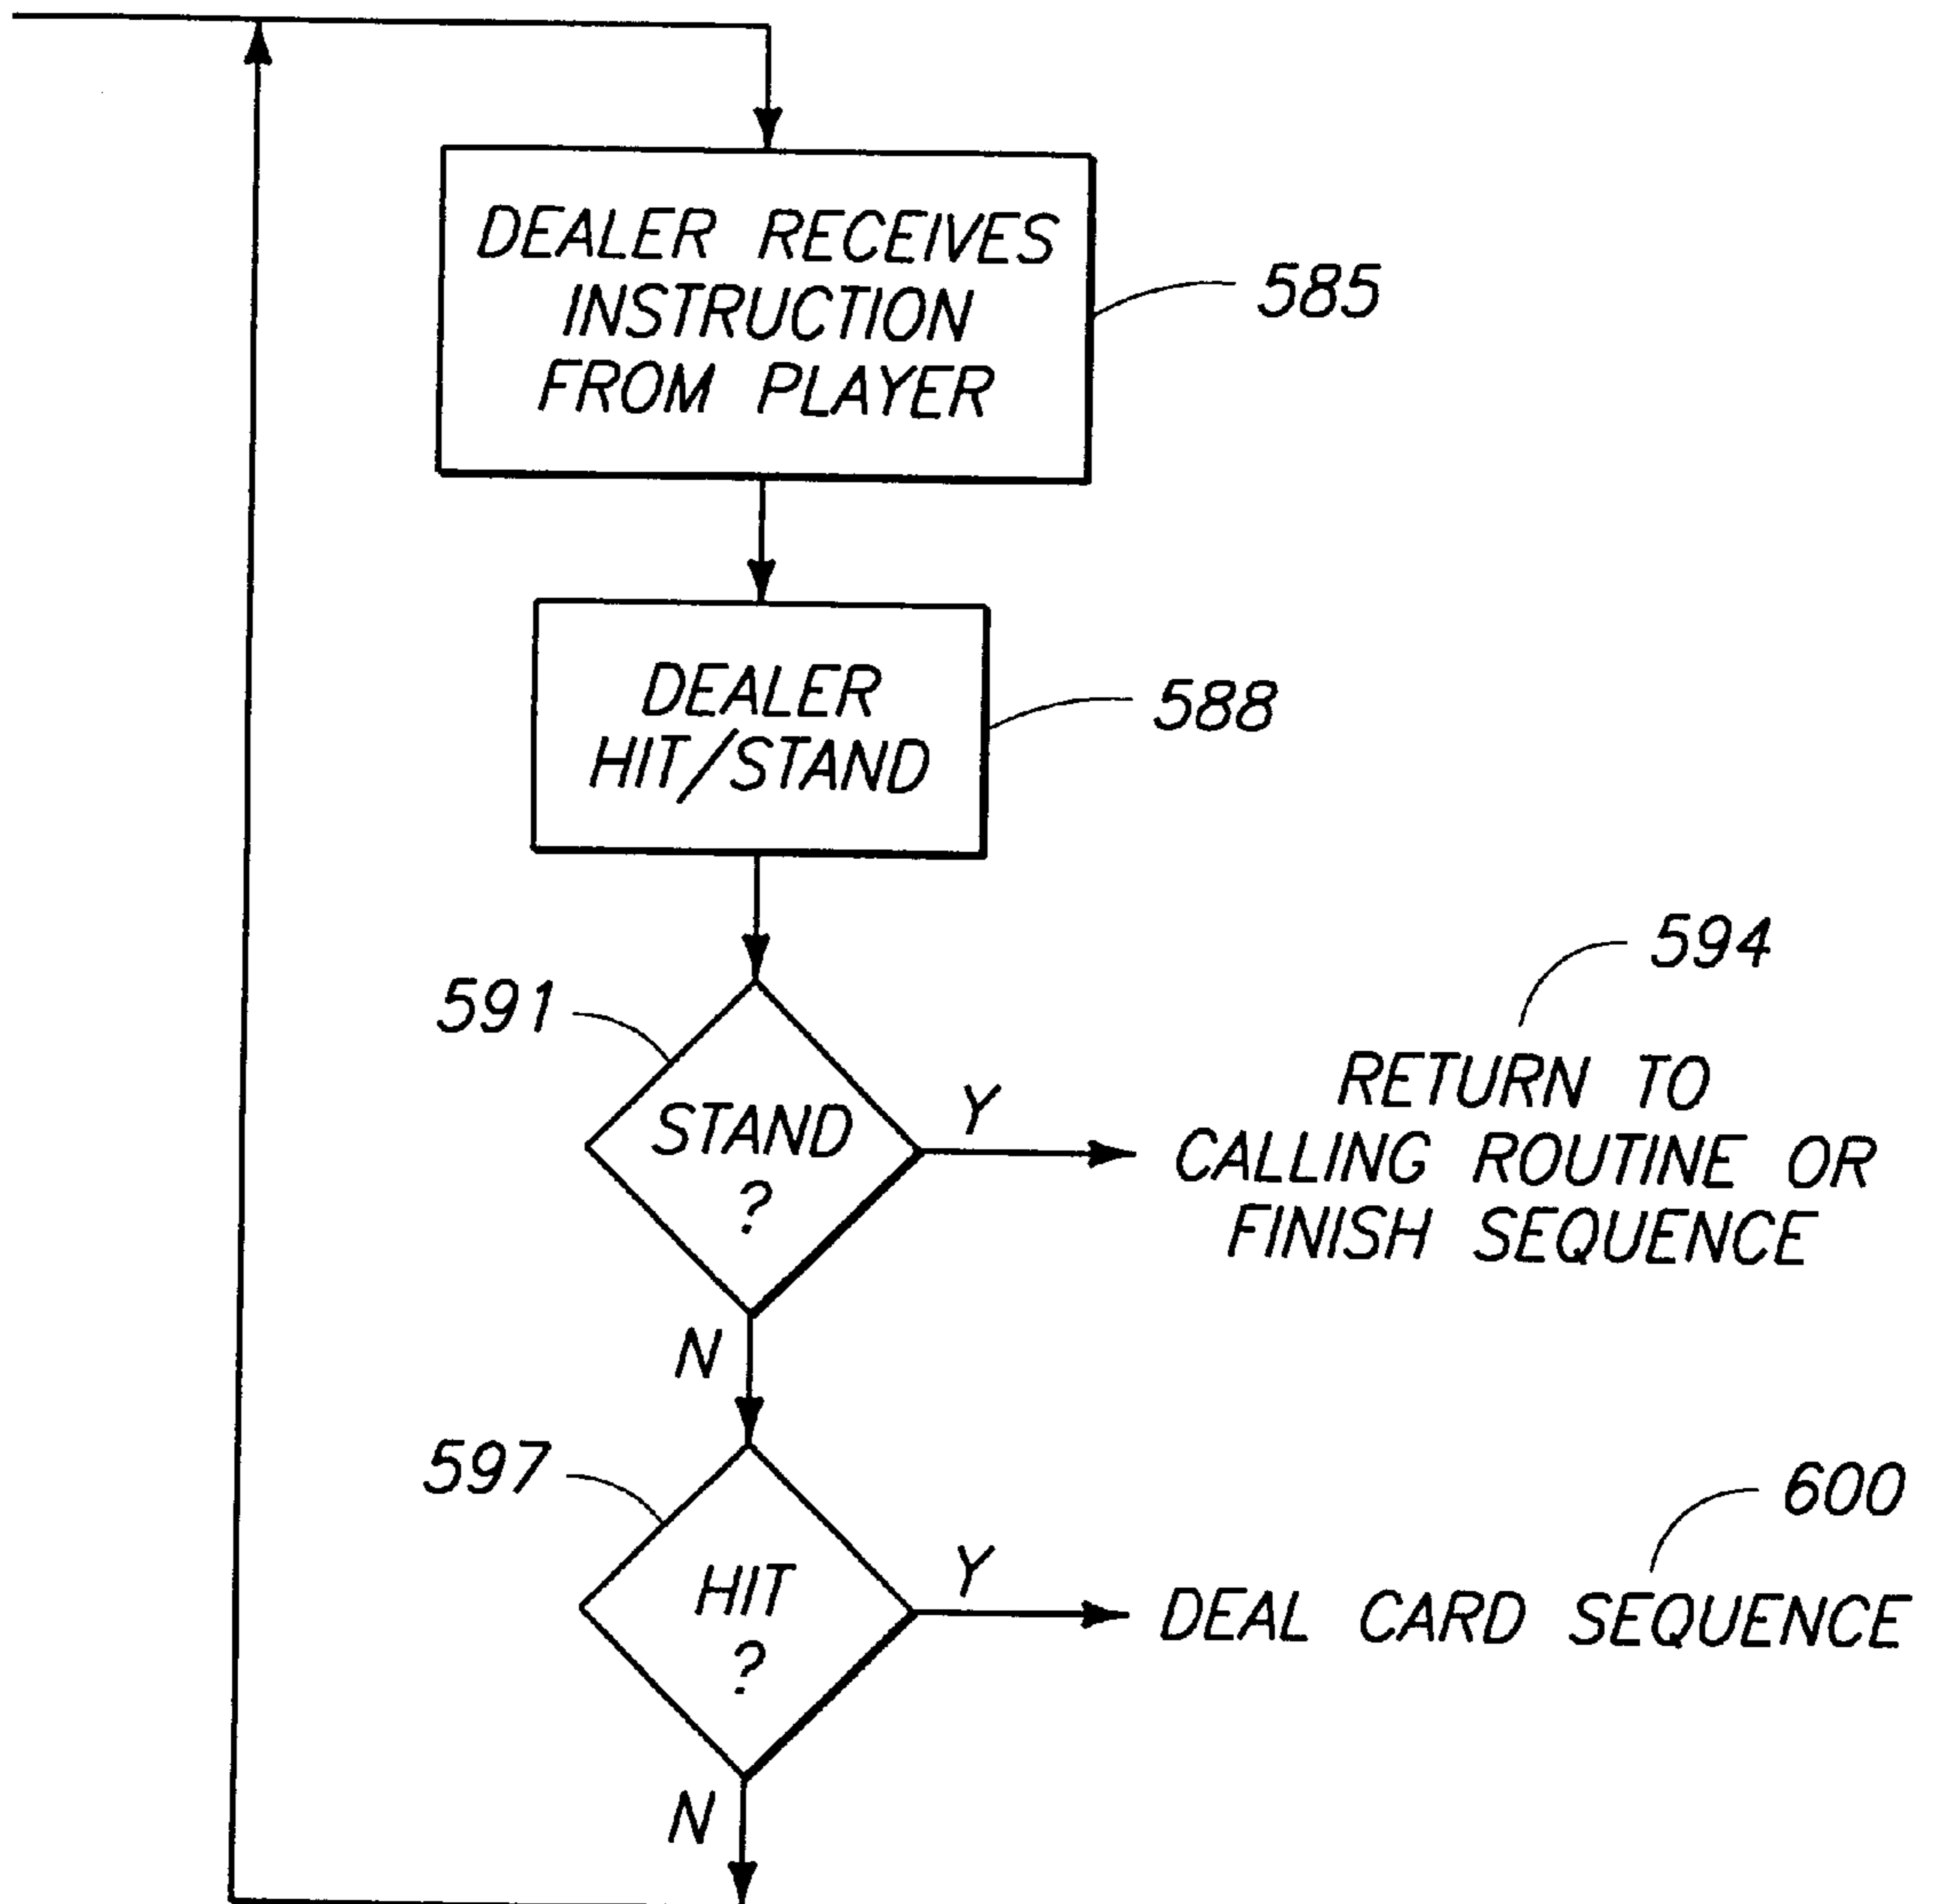 DEALER RECEIVES
INSTRUCTION
FROM PLAYER
585
DEALER
HIT/STAND
588
591
STAND
?
Y
594
RETURN TO
CALLING ROUTINE OR
FINISH SEQUENCE
N
597
HIT
?
Y
600
DEAL CARD SEQUENCE
N